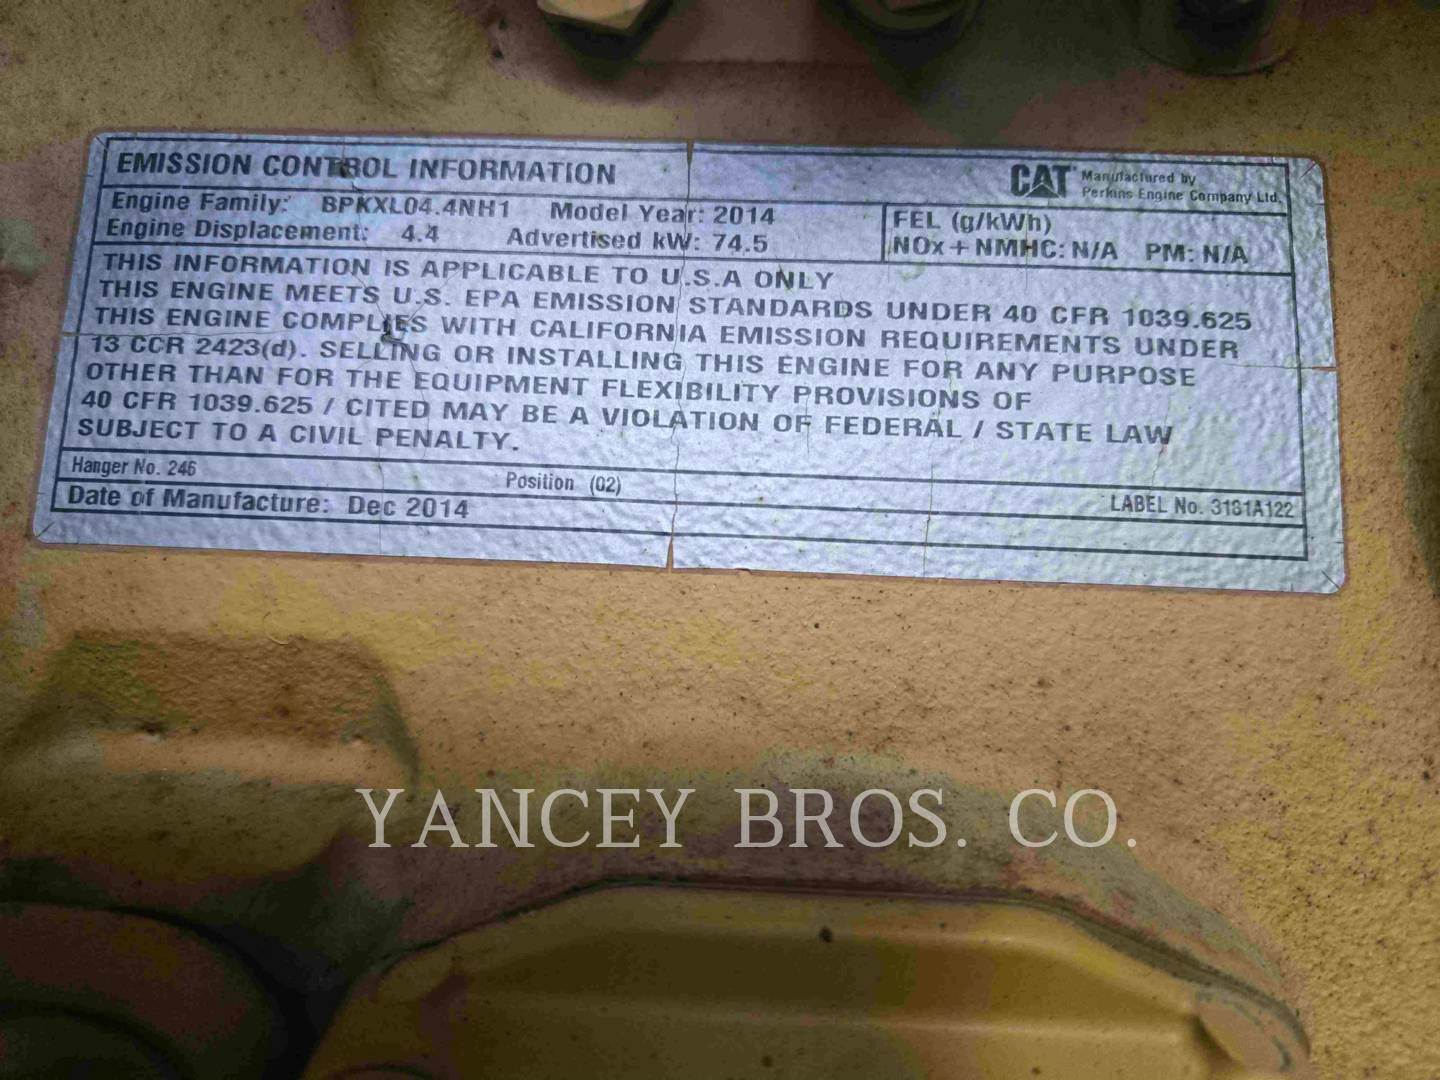 EMISSION CONTROL INFORMATION
CAT Manufactured by
Perkins Engine Company Ltd.
Engine Family: BPKXL04.4NH1 Model Year: 2014
Engine Displacement: 4.4 Advertised kW: 74.5
FEL (g/kWh)
NOx + NMHC: N/A PM: N/A
THIS INFORMATION IS APPLICABLE TO U.S.A ONLY
THIS ENGINE MEETS U.S. EPA EMISSION STANDARDS UNDER 40 CFR 1039.625
THIS ENGINE COMPLIES WITH CALIFORNIA EMISSION REQUIREMENTS UNDER
13 CCR 2423(d). SELLING OR INSTALLING THIS ENGINE FOR ANY PURPOSE
OTHER THAN FOR THE EQUIPMENT FLEXIBILITY PROVISIONS OF
40 CFR 1039.625 / CITED MAY BE A VIOLATION OF FEDERAL / STATE LAW
SUBJECT TO A CIVIL PENALTY.
Hanger No. 246 Position (02)
LABEL No. 3181A122
Date of Manufacture: Dec 2014
YANCEY BROS. CO.